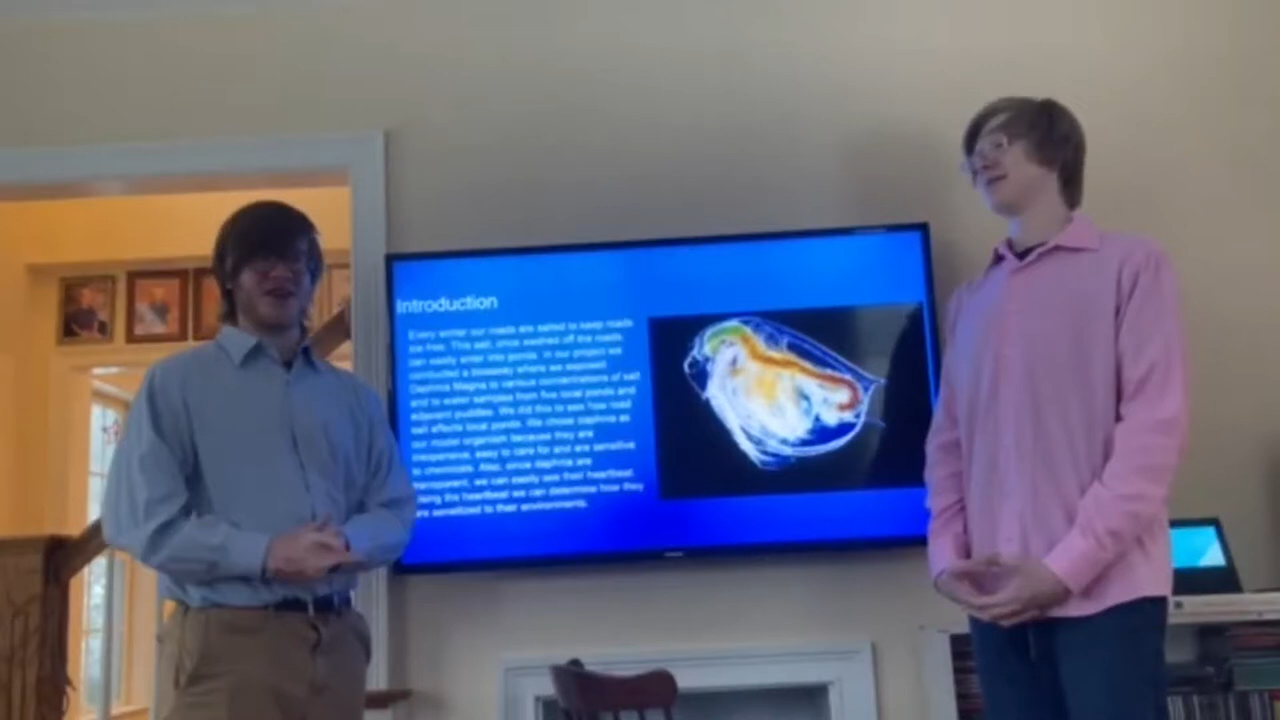 Introduction
Every winter our roads are salted to keep roads
ice free. This salt, once washed off the roads
can easily enter into ponds. In our project we
conducted a bioassay where we exposed
Daphnia Magna to various concentrations of salt
and to water samples from five local ponds and
adjacent puddles. We did this to see how road
salt effects local ponds. We chose daphnia as
our model organism because they are
inexpensive, easy to care for and are sensitive
to chemicals. Also, since daphnia are
transparent, we can easily see their heartbeat.
Using the heartbeat we can determine how they
are sensitized to their environments.